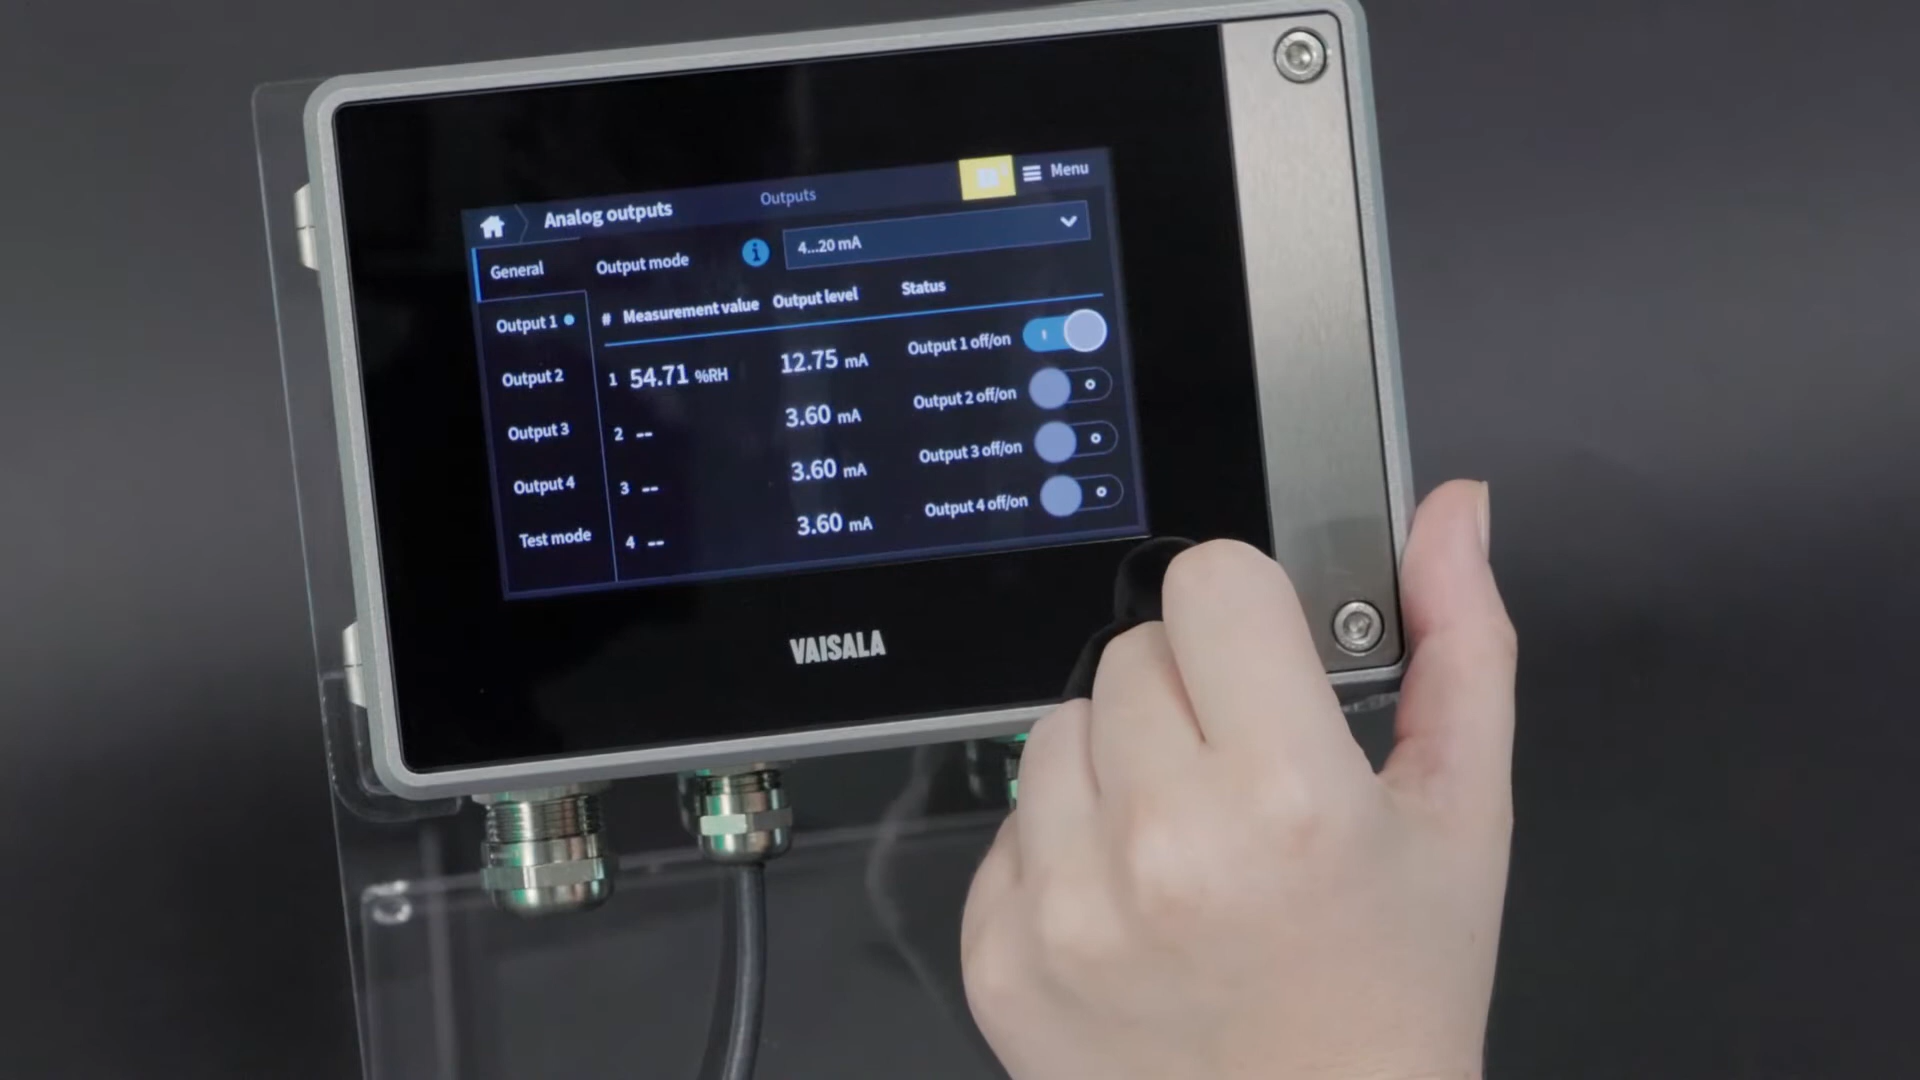 Analog outputs
Outputs
Menu
General
Output 1
Output 2
Output 3
Output 4
Test mode
Output mode
4...20 mA
# Measurement value Output level Status
1 54.71 %RH 12.75 mA Output 1 off/on
2 -- 3.60 mA Output 2 off/on
3 -- 3.60 mA Output 3 off/on
4 -- 3.60 mA Output 4 off/on
VAISALA